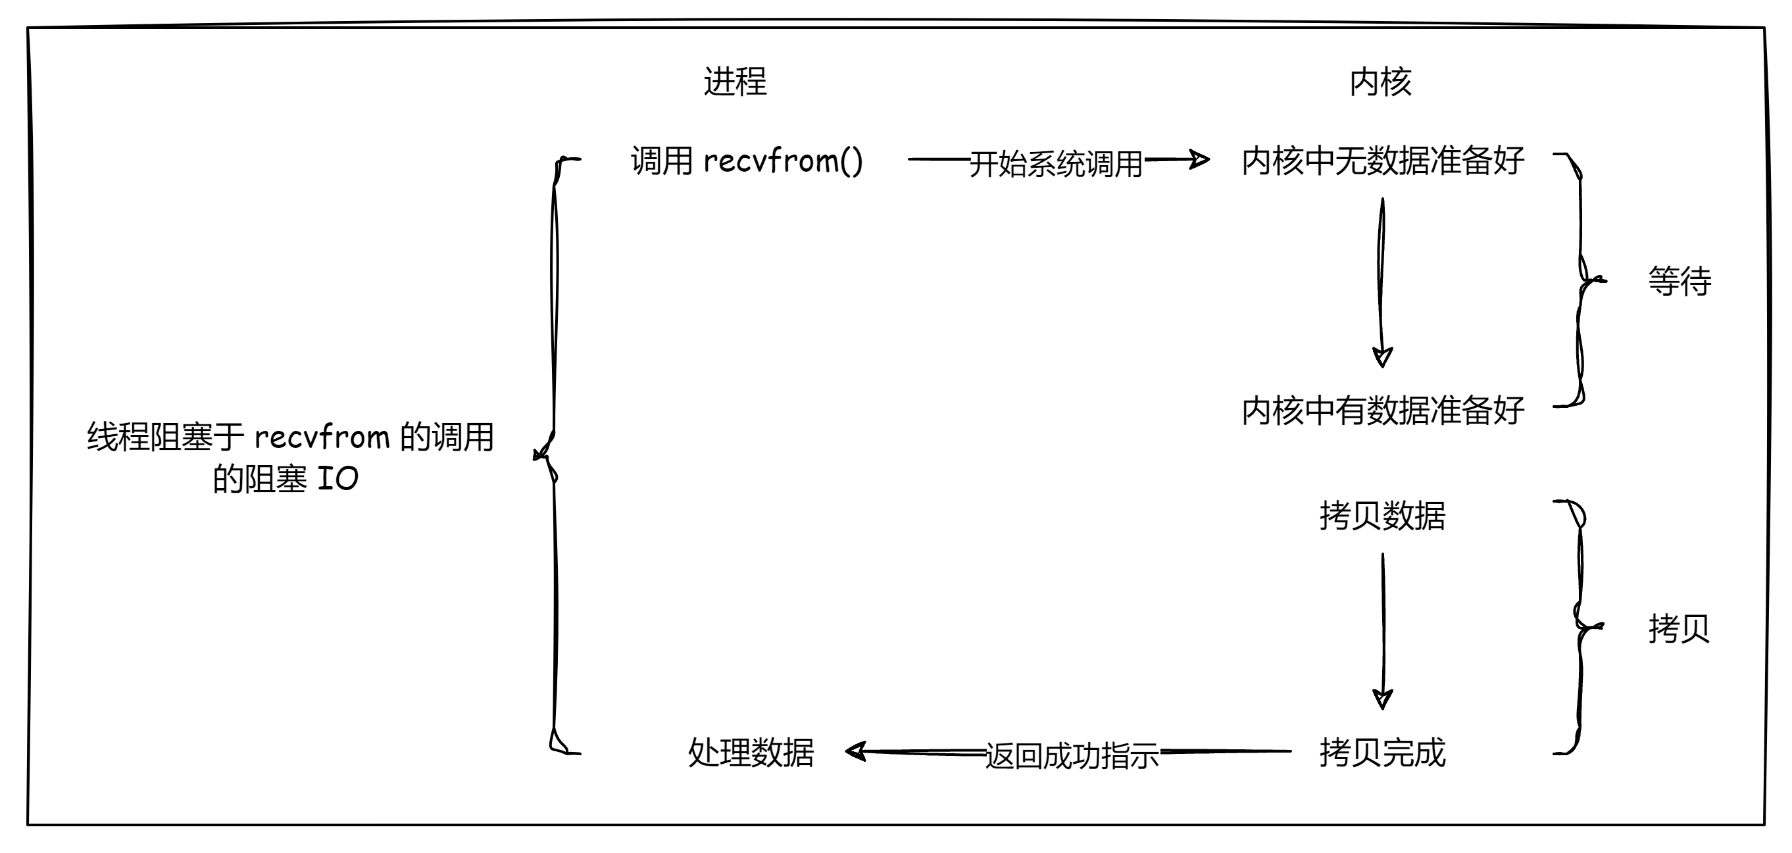 进程
内核
调用 recvfrom()
开始系统调用
内核中无数据准备好
等待
内核中有数据准备好
线程阻塞于 recvfrom 的调用
的阻塞 IO
拷贝数据
拷贝
处理数据
返回成功指示
拷贝完成